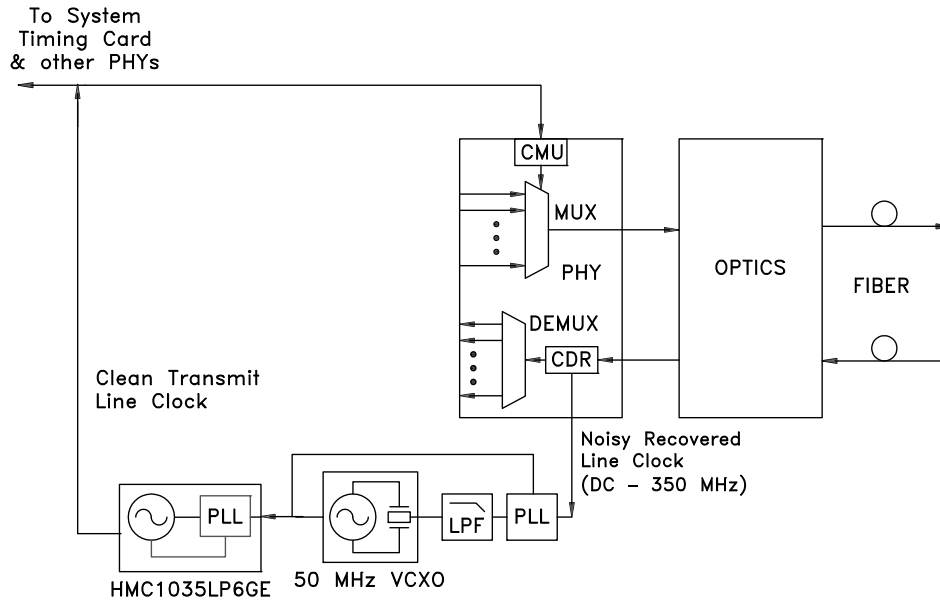 To System
Timing Card
& other PHYs
CMU
MUX
PHY
OPTICS
FIBER
DEMUX
CDR
Clean Transmit
Line Clock
Noisy Recovered
Line Clock
(DC - 350 MHz)
PLL
LPF
PLL
HMC1035LP6GE
50 MHz VCXO